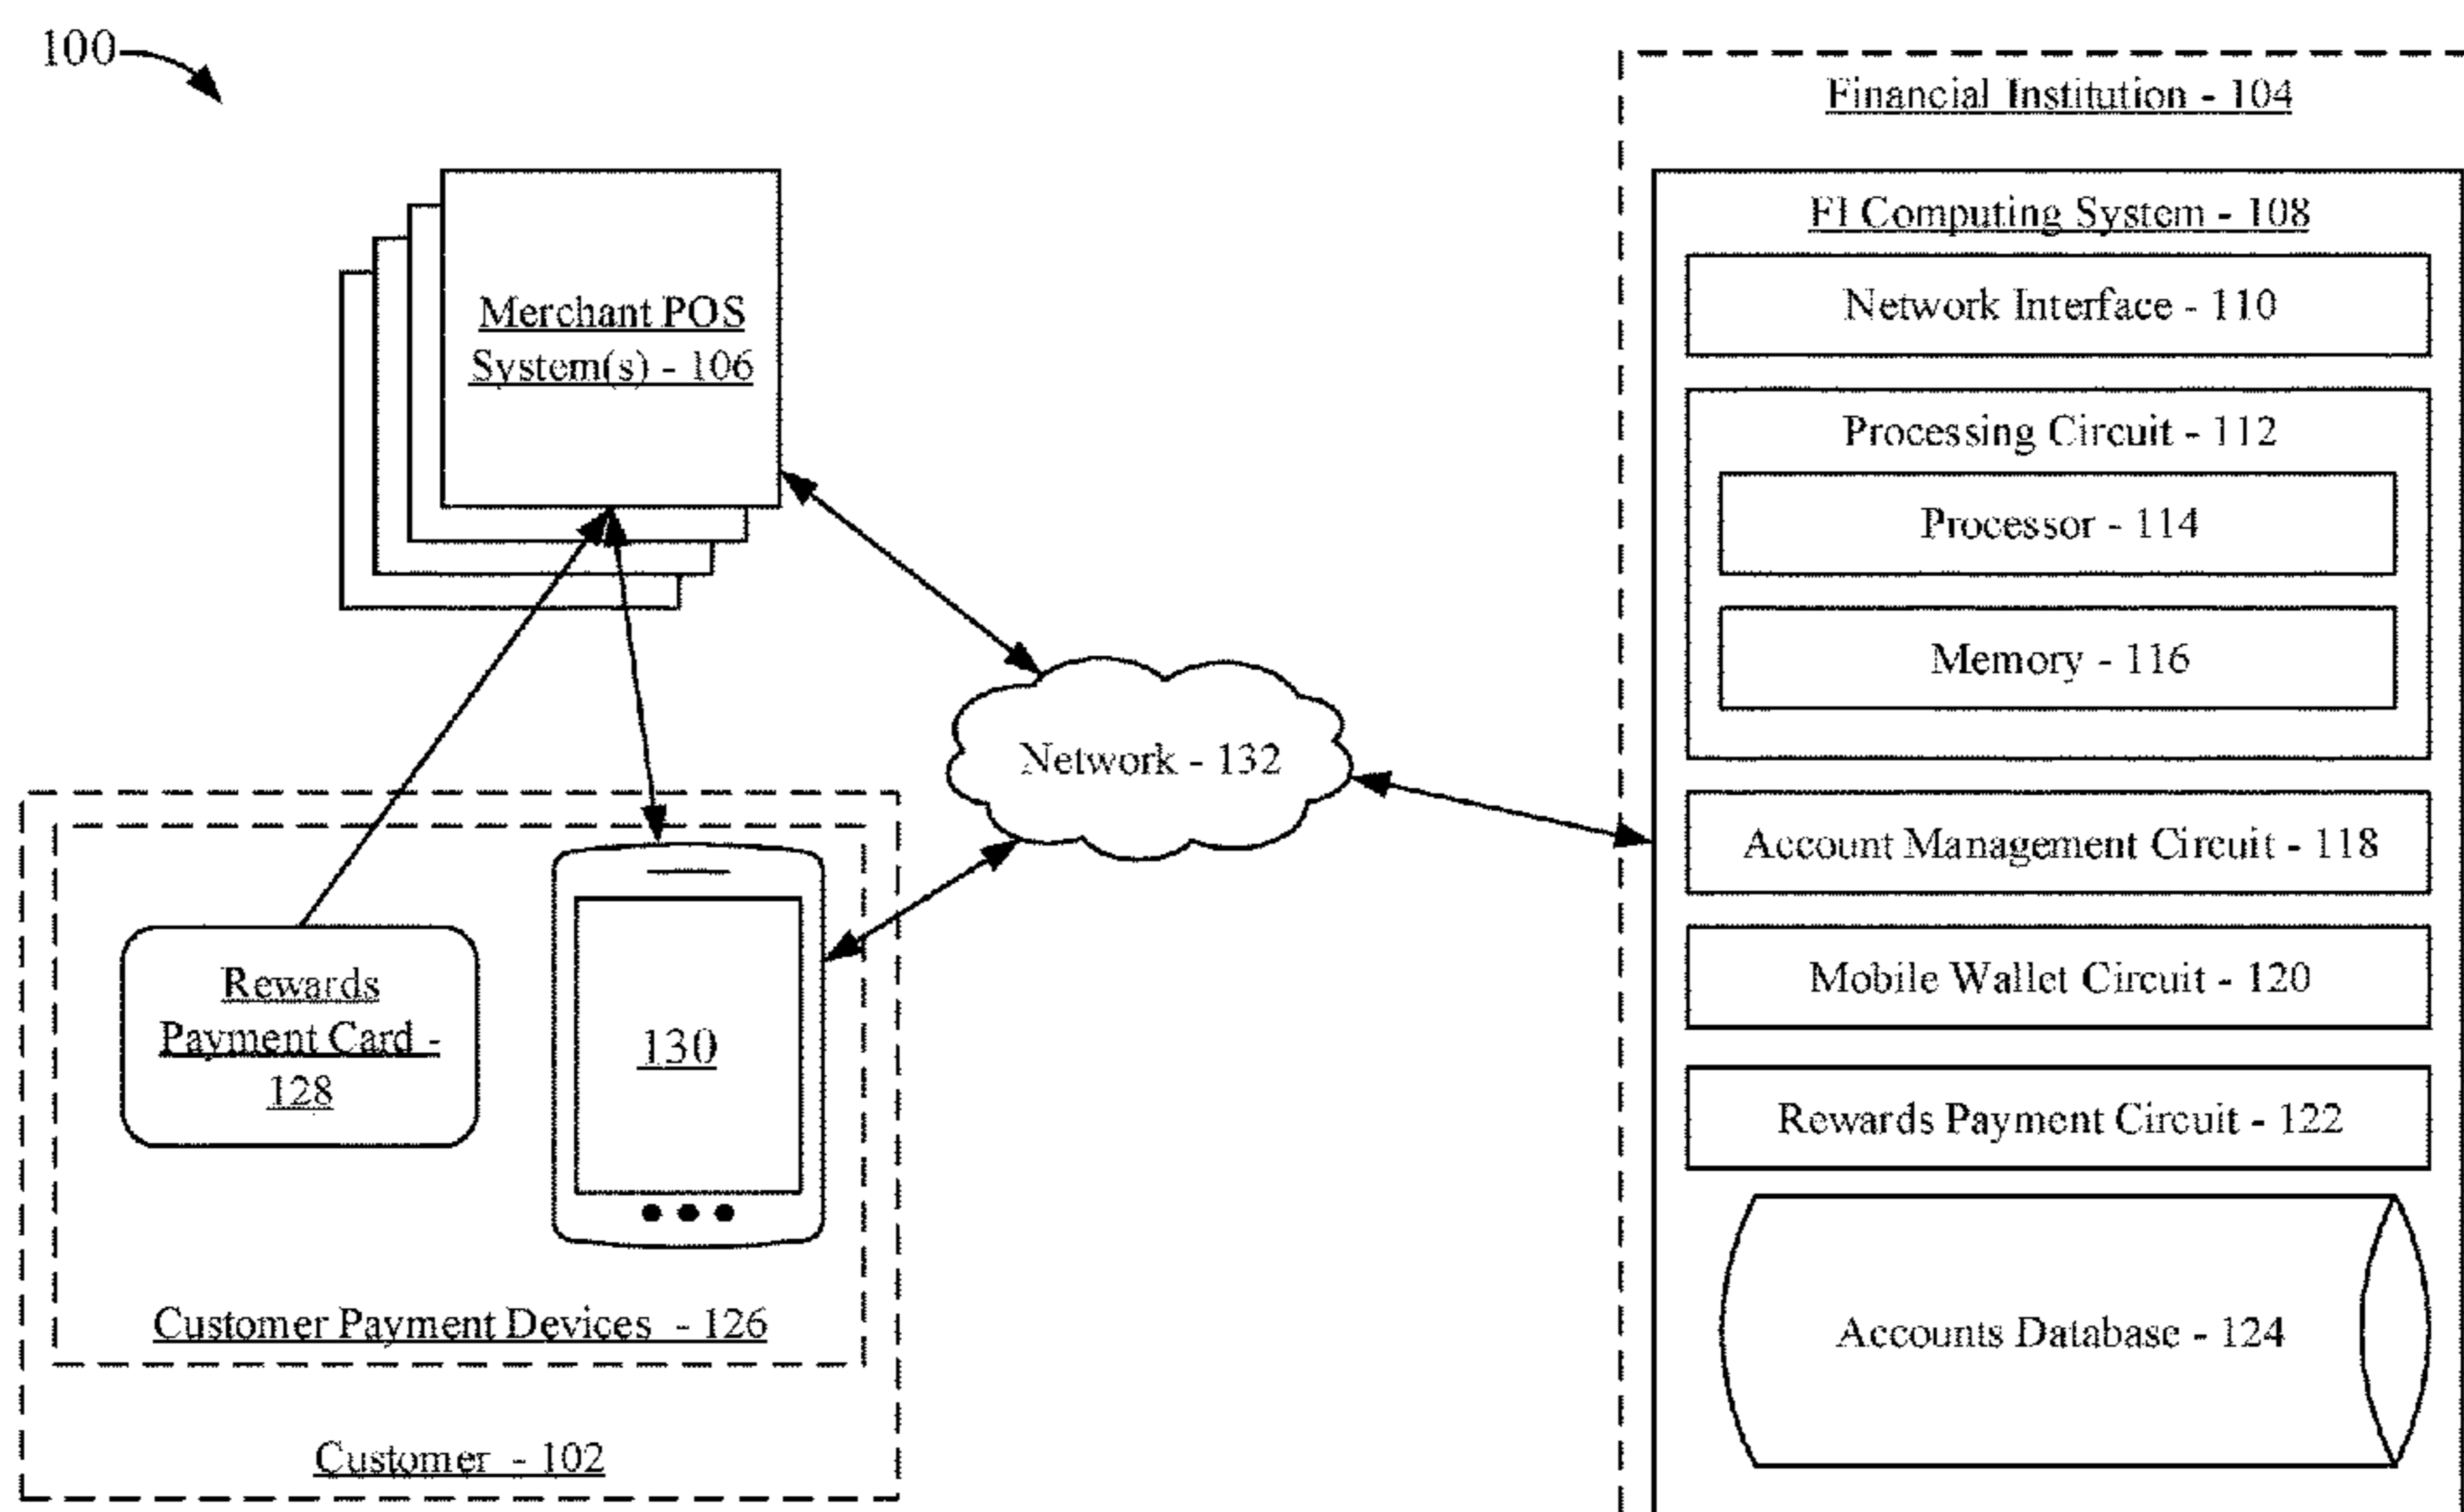 100
Merchant POS
System(s) - 106
Network - 132
Rewards
Payment Card -
128
130
Customer Payment Devices - 126
Customer - 102
Financial Institution - 104
FI Computing System - 108
Network Interface - 110
Processing Circuit - 112
Processor - 114
Memory - 116
Account Management Circuit - 118
Mobile Wallet Circuit - 120
Rewards Payment Circuit - 122
Accounts Database - 124